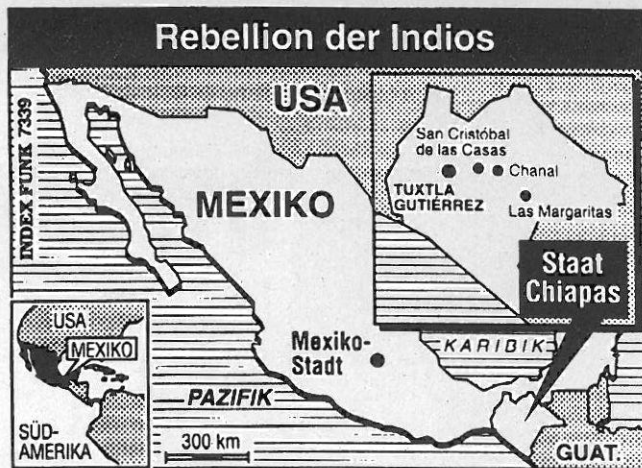 Rebellion der Indios
INDEX FUNK 7339
USA
MEXIKO
San Cristóbal
de las Casas
Chanal
TUXTLA
GUTIÉRREZ
Las Margaritas
Staat
Chiapas
USA
MEXIKO
SÜD-
AMERIKA
Mexiko-
Stadt
KARIBIK
PAZIFIK
300 km
GUAT.